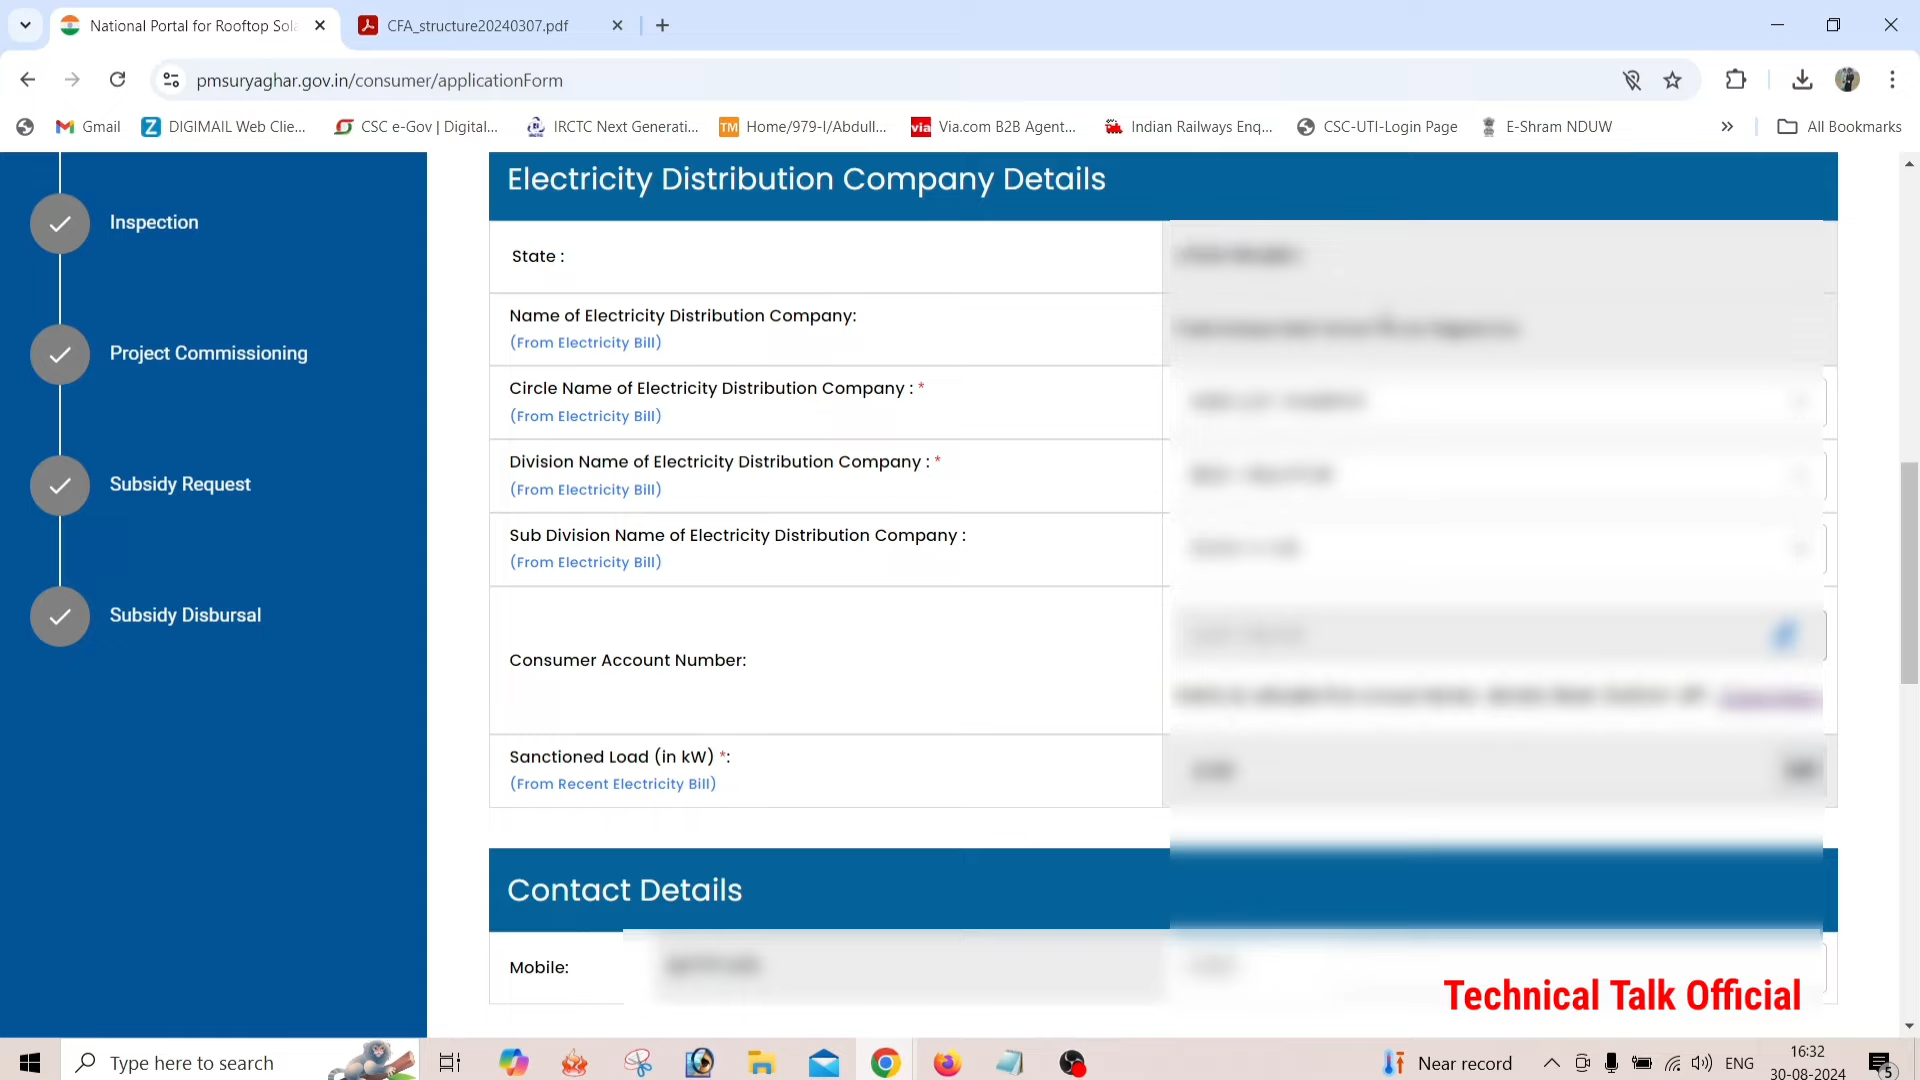 National Portal for Rooftop Sola
CFA_structure20240307.pdf
pmsuryaghar.gov.in/consumer/applicationForm
Gmail
DIGIMAIL Web Clie...
CSC e-Gov | Digital...
IRCTC Next Generati...
TM Home/979-I/Abdull...
via Via.com B2B Agent...
Indian Railways Enq...
CSC-UTI-Login Page
E-Shram NDUW
All Bookmarks
Inspection
Project Commissioning
Subsidy Request
Subsidy Disbursal
Electricity Distribution Company Details
State :
Name of Electricity Distribution Company:
(From Electricity Bill)
Circle Name of Electricity Distribution Company : *
(From Electricity Bill)
Division Name of Electricity Distribution Company : *
(From Electricity Bill)
Sub Division Name of Electricity Distribution Company :
(From Electricity Bill)
Consumer Account Number:
Sanctioned Load (in kW) *:
(From Recent Electricity Bill)
Contact Details
Mobile:
Technical Talk Official
Type here to search
Near record
ENG
16:32
30-08-2024
5